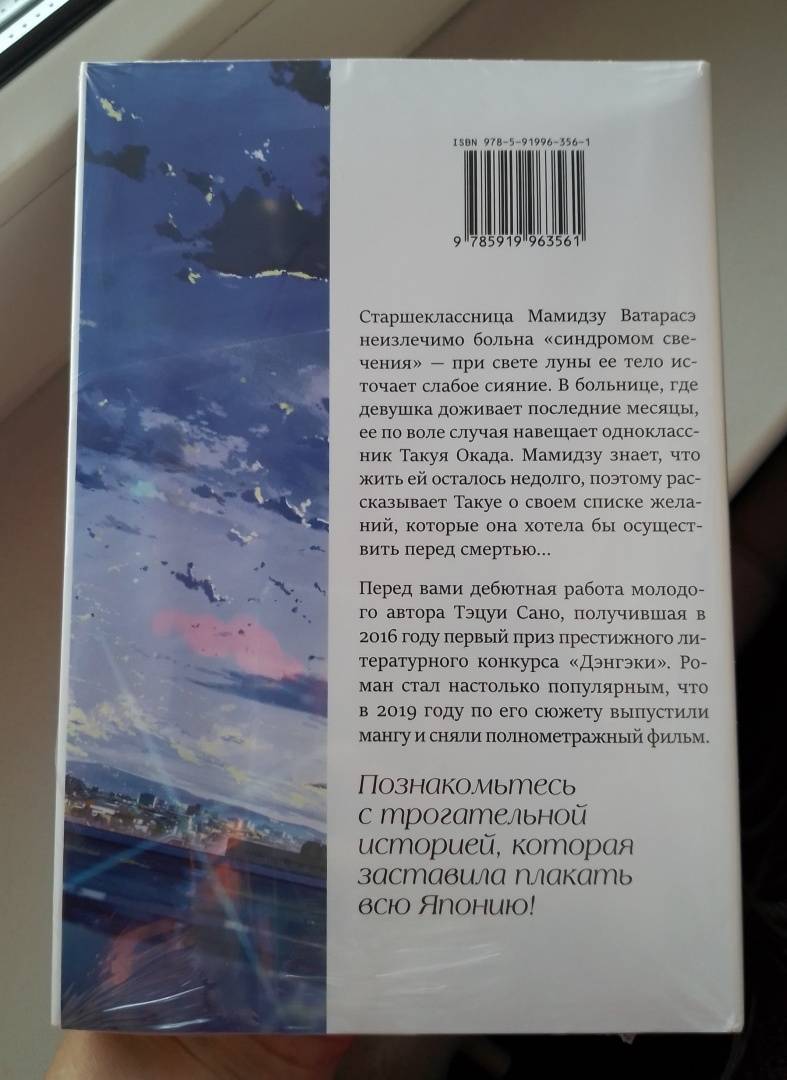 ISBN 978-5-91996-356-1
9 785919 963561
Старшеклассница Мамидзу Ватарасэ
неизлечимо больна «синдромом све-
чения» — при свете луны ее тело ис-
точает слабое сияние. В больнице, где
девушка доживает последние месяцы,
ее по воле случая навещает однокласс-
ник Такуя Окада. Мамидзу знает, что
жить ей осталось недолго, поэтому рас-
сказывает Такуе о своем списке жела-
ний, которые она хотела бы осущест-
вить перед смертью...
Перед вами дебютная работа молодо-
го автора Тэцуи Сано, получившая в
2016 году первый приз престижного ли-
тературного конкурса «Дэнгэки». Ро-
ман стал настолько популярным, что
в 2019 году по его сюжету выпустили
мангу и сняли полнометражный фильм.
Познакомьтесь
с трогательной
историей, которая
заставила плакать
всю Японию!